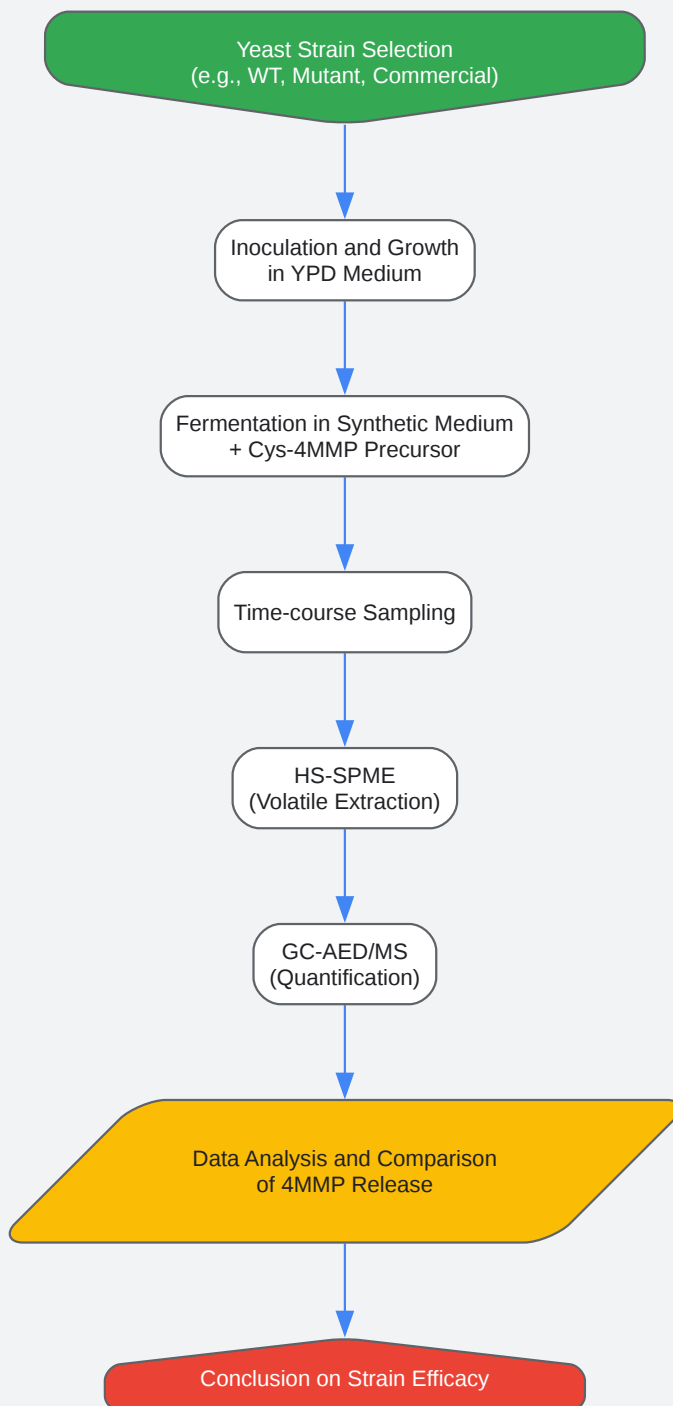 Yeast Strain Selection
(e.g., WT, Mutant, Commercial)
Inoculation and Growth
in YPD Medium
Fermentation in Synthetic Medium
+ Cys-4MMP Precursor
Time-course Sampling
HS-SPME
(Volatile Extraction)
GC-AED/MS
(Quantification)
Data Analysis and Comparison
of 4MMP Release
Conclusion on Strain Efficacy